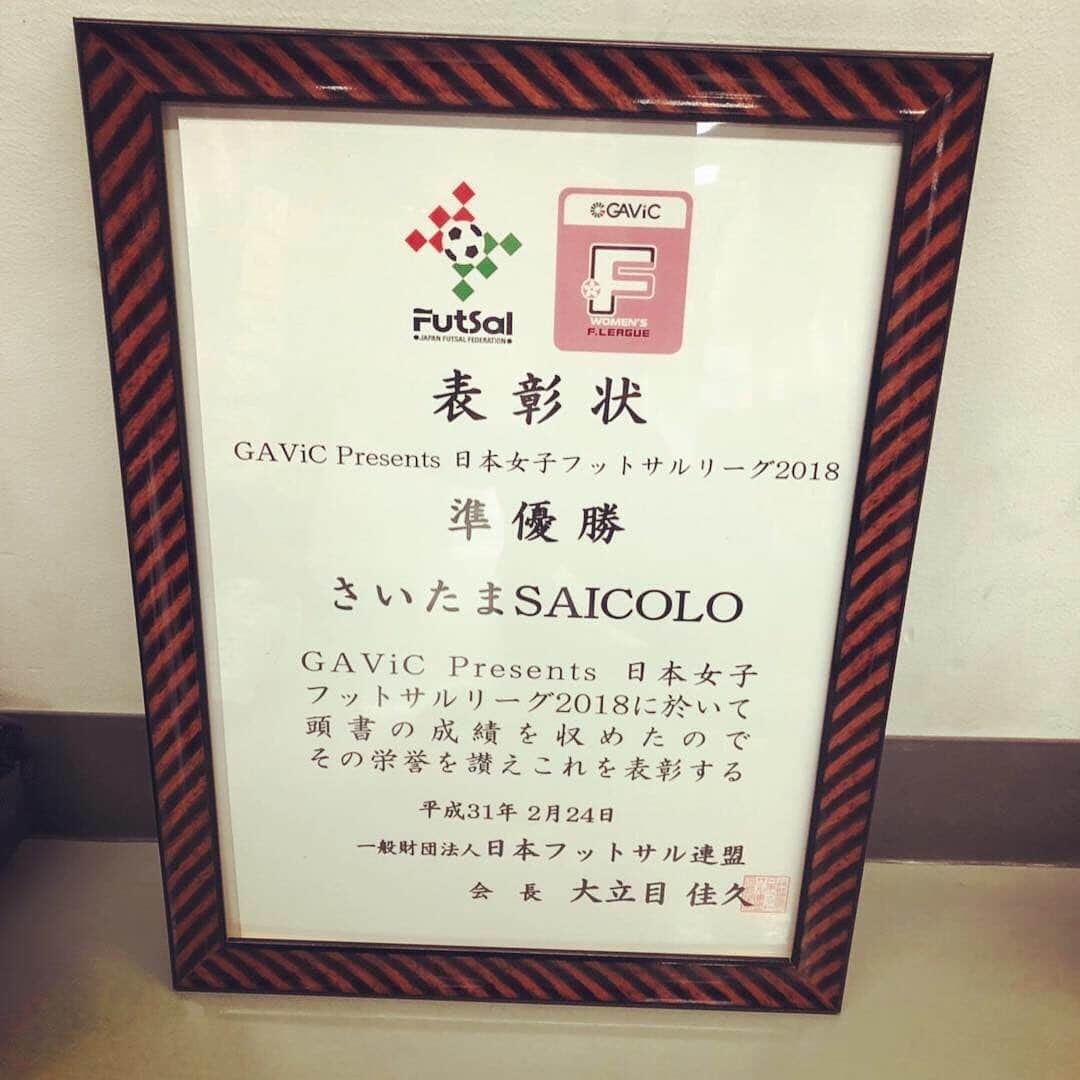 Futsal
JAPAN FUTSAL FEDERATION
GAViC
F
WOMEN'S
F.LEAGUE
表彰状
GAViC Presents 日本女子フットサルリーグ2018
準優勝
さいたまSAICOLO
GAViC Presents 日本女子
フットサルリーグ2018に於いて
頭書の成績を収めたので
その栄誉を讃えこれを表彰する
平成31年 2月24日
一般財団法人日本フットサル連盟
会長 大立目 佳久